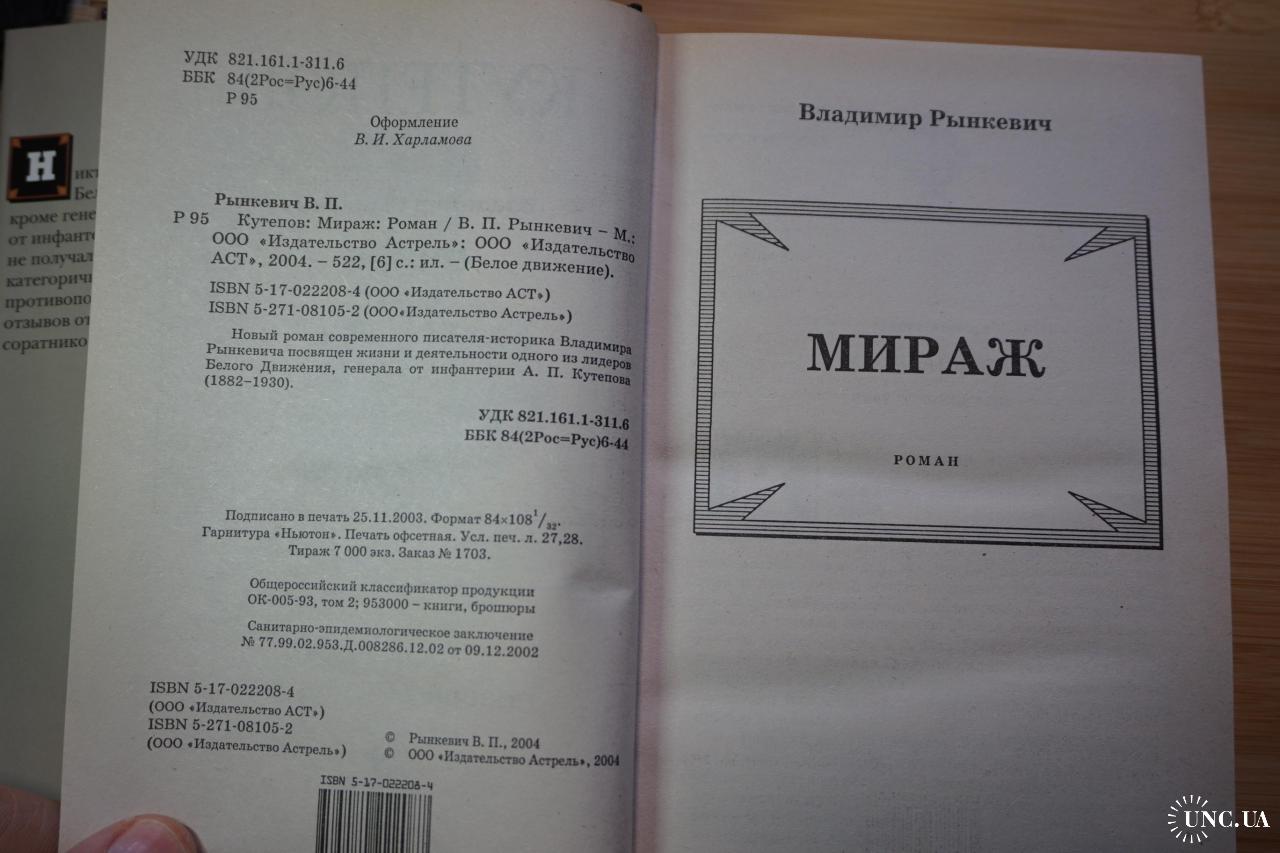 Н икт
Бел
кроме гене
от инфанте
не получал
категорич
противопо
отзывов от
соратнико
УДК 821.161.1-311.6
ББК 84(2Рос=Рус)6-44
Р 95
Оформление
В. И. Харламова
Рынкевич В. П.
Р 95 Кутепов: Мираж: Роман / В. П. Рынкевич – М.:
ООО «Издательство Астрель»: ООО «Издательство
АСТ», 2004. – 522, [6] с.: ил. – (Белое движение).
ISBN 5-17-022208-4 (ООО «Издательство АСТ»)
ISBN 5-271-08105-2 (ООО«Издательство Астрель»)
Новый роман современного писателя-историка Владимира
Рынкевича посвящен жизни и деятельности одного из лидеров
Белого Движения, генерала от инфантерии А. П. Кутепова
(1882–1930).
УДК 821.161.1-311.6
ББК 84(2Рос=Рус)6-44
Подписано в печать 25.11.2003. Формат 84×108 1/32.
Гарнитура «Ньютон». Печать офсетная. Усл. печ. л. 27,28.
Тираж 7 000 экз. Заказ № 1703.
Общероссийский классификатор продукции
ОК-005-93, том 2; 953000 – книги, брошюры
Санитарно-эпидемиологическое заключение
№ 77.99.02.953.Д.008286.12.02 от 09.12.2002
ISBN 5-17-022208-4
(ООО «Издательство АСТ»)
ISBN 5-271-08105-2
(ООО «Издательство Астрель»)
© Рынкевич В. П., 2004
© ООО «Издательство Астрель», 2004
ISBN 5-17-022208-4
Владимир Рынкевич
МИРАЖ
РОМАН
UNC.UA